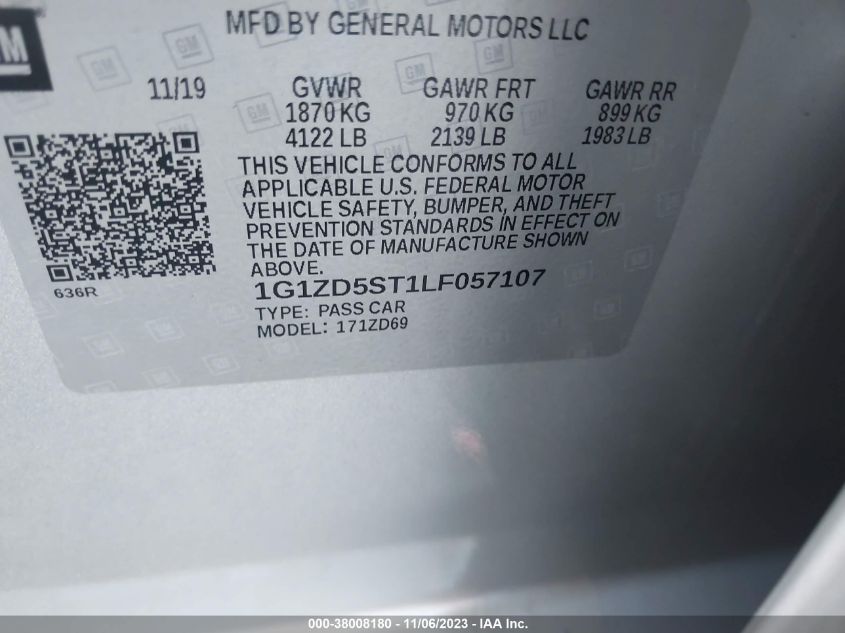 MFD BY GENERAL MOTORS LLC
GM
11/19 GVWR GAWR FRT GAWR RR
1870 KG 970 KG 899 KG
4122 LB 2139 LB 1983 LB
THIS VEHICLE CONFORMS TO ALL
APPLICABLE U.S. FEDERAL MOTOR
VEHICLE SAFETY, BUMPER, AND THEFT
PREVENTION STANDARDS IN EFFECT ON
THE DATE OF MANUFACTURE SHOWN
ABOVE.
636R
1G1ZD5ST1LF057107
TYPE: PASS CAR
MODEL: 171ZD69
000-38008180 - 11/06/2023 - IAA Inc.